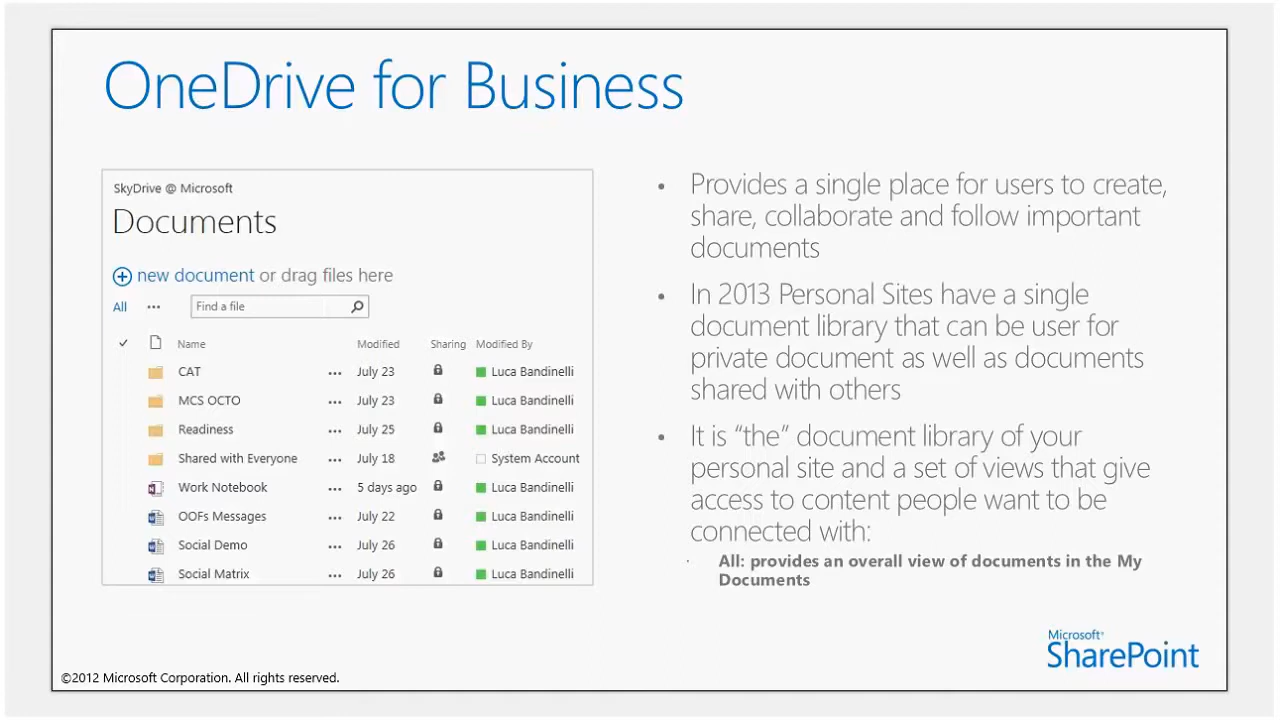 OneDrive for Business
SkyDrive @ Microsoft
Documents
new document or drag files here
All ··· Find a file
Name Modified Sharing Modified By
CAT ··· July 23 Luca Bandinelli
MCS OCTO ··· July 23 Luca Bandinelli
Readiness ··· July 25 Luca Bandinelli
Shared with Everyone ··· July 18 System Account
Work Notebook ··· 5 days ago Luca Bandinelli
OOFs Messages ··· July 22 Luca Bandinelli
Social Demo ··· July 26 Luca Bandinelli
Social Matrix ··· July 26 Luca Bandinelli
• Provides a single place for users to create,
share, collaborate and follow important
documents
• In 2013 Personal Sites have a single
document library that can be user for
private document as well as documents
shared with others
• It is “the” document library of your
personal site and a set of views that give
access to content people want to be
connected with:
· All: provides an overall view of documents in the My
Documents
Microsoft®
SharePoint
©2012 Microsoft Corporation. All rights reserved.